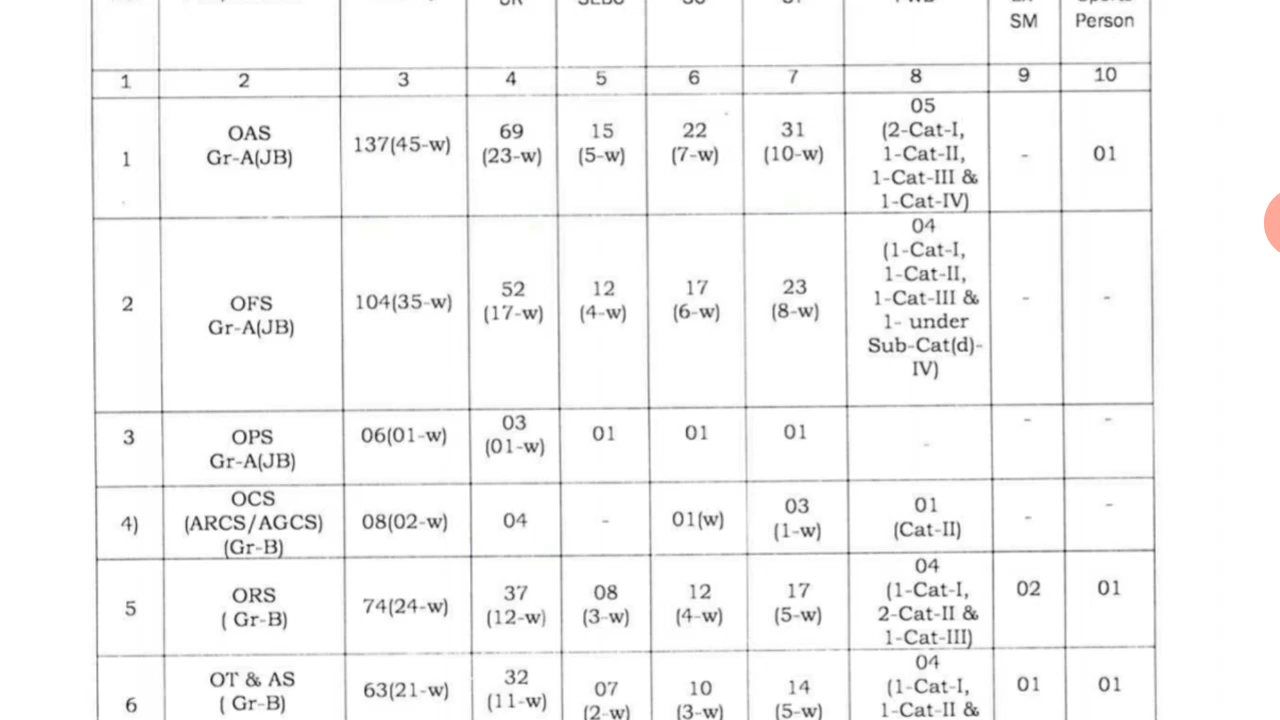 SM
Person
1 2 3 4 5 6 7 8 9 10
1
OAS
Gr-A(JB)
137(45-w)
69
(23-w)
15
(5-w)
22
(7-w)
31
(10-w)
05
(2-Cat-I,
1-Cat-II,
1-Cat-III &
1-Cat-IV)
-
01
2
OFS
Gr-A(JB)
104(35-w)
52
(17-w)
12
(4-w)
17
(6-w)
23
(8-w)
04
(1-Cat-I,
1-Cat-II,
1-Cat-III &
1- under
Sub-Cat(d)-
IV)
-
-
3
OPS
Gr-A(JB)
06(01-w)
03
(01-w)
01
01
01
-
-
-
4)
OCS
(ARCS/AGCS)
(Gr-B)
08(02-w)
04
-
01(w)
03
(1-w)
01
(Cat-II)
-
-
5
ORS
( Gr-B)
74(24-w)
37
(12-w)
08
(3-w)
12
(4-w)
17
(5-w)
04
(1-Cat-I,
2-Cat-II &
1-Cat-III)
02
01
6
OT & AS
( Gr-B)
63(21-w)
32
(11-w)
07
(2-w)
10
(3-w)
14
(5-w)
04
(1-Cat-I,
1-Cat-II &
01
01